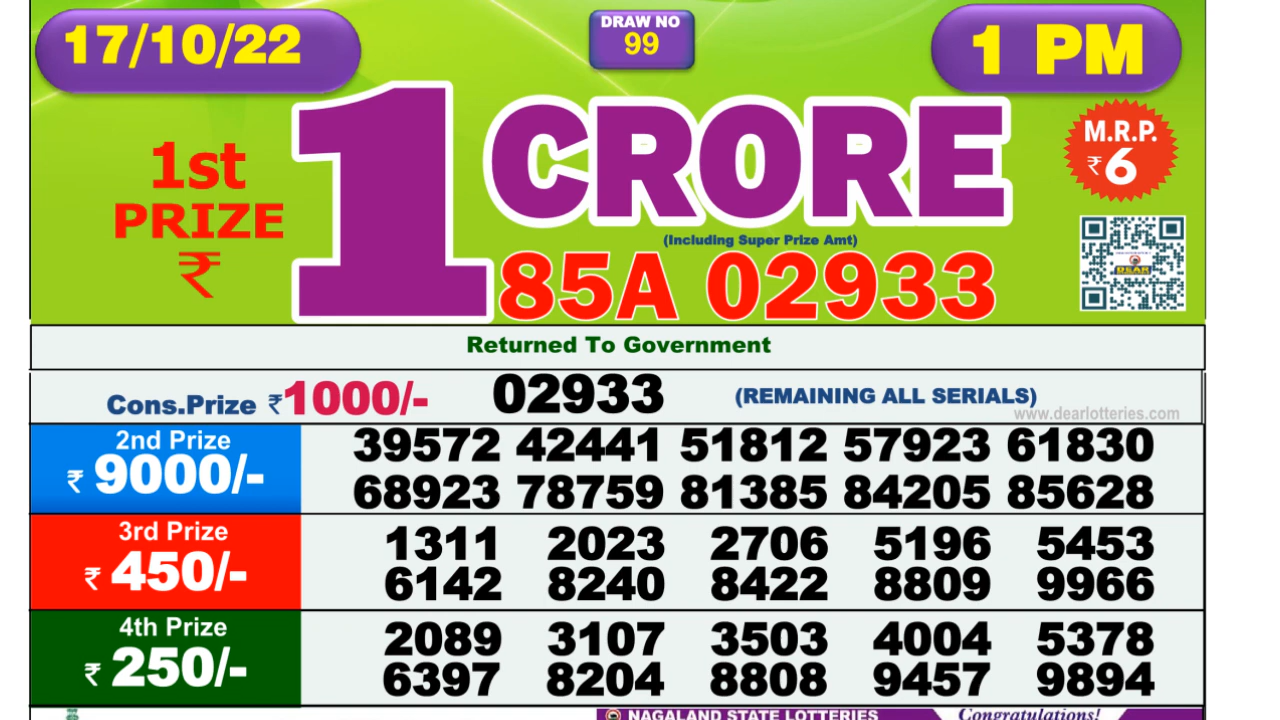 17/10/22
DRAW NO
99
1 PM
1 CRORE
1st
PRIZE
₹
M.R.P.
₹6
(Including Super Prize Amt)
DEAR
85A 02933
Returned To Government
Cons.Prize ₹1000/- 02933 (REMAINING ALL SERIALS)
www.dearlotteries.com
2nd Prize
₹ 9000/-
39572 42441 51812 57923 61830
68923 78759 81385 84205 85628
3rd Prize
₹ 450/-
1311 2023 2706 5196 5453
6142 8240 8422 8809 9966
4th Prize
₹ 250/-
2089 3107 3503 4004 5378
6397 8204 8808 9457 9894
NAGALAND STATE LOTTERIES Congratulations!